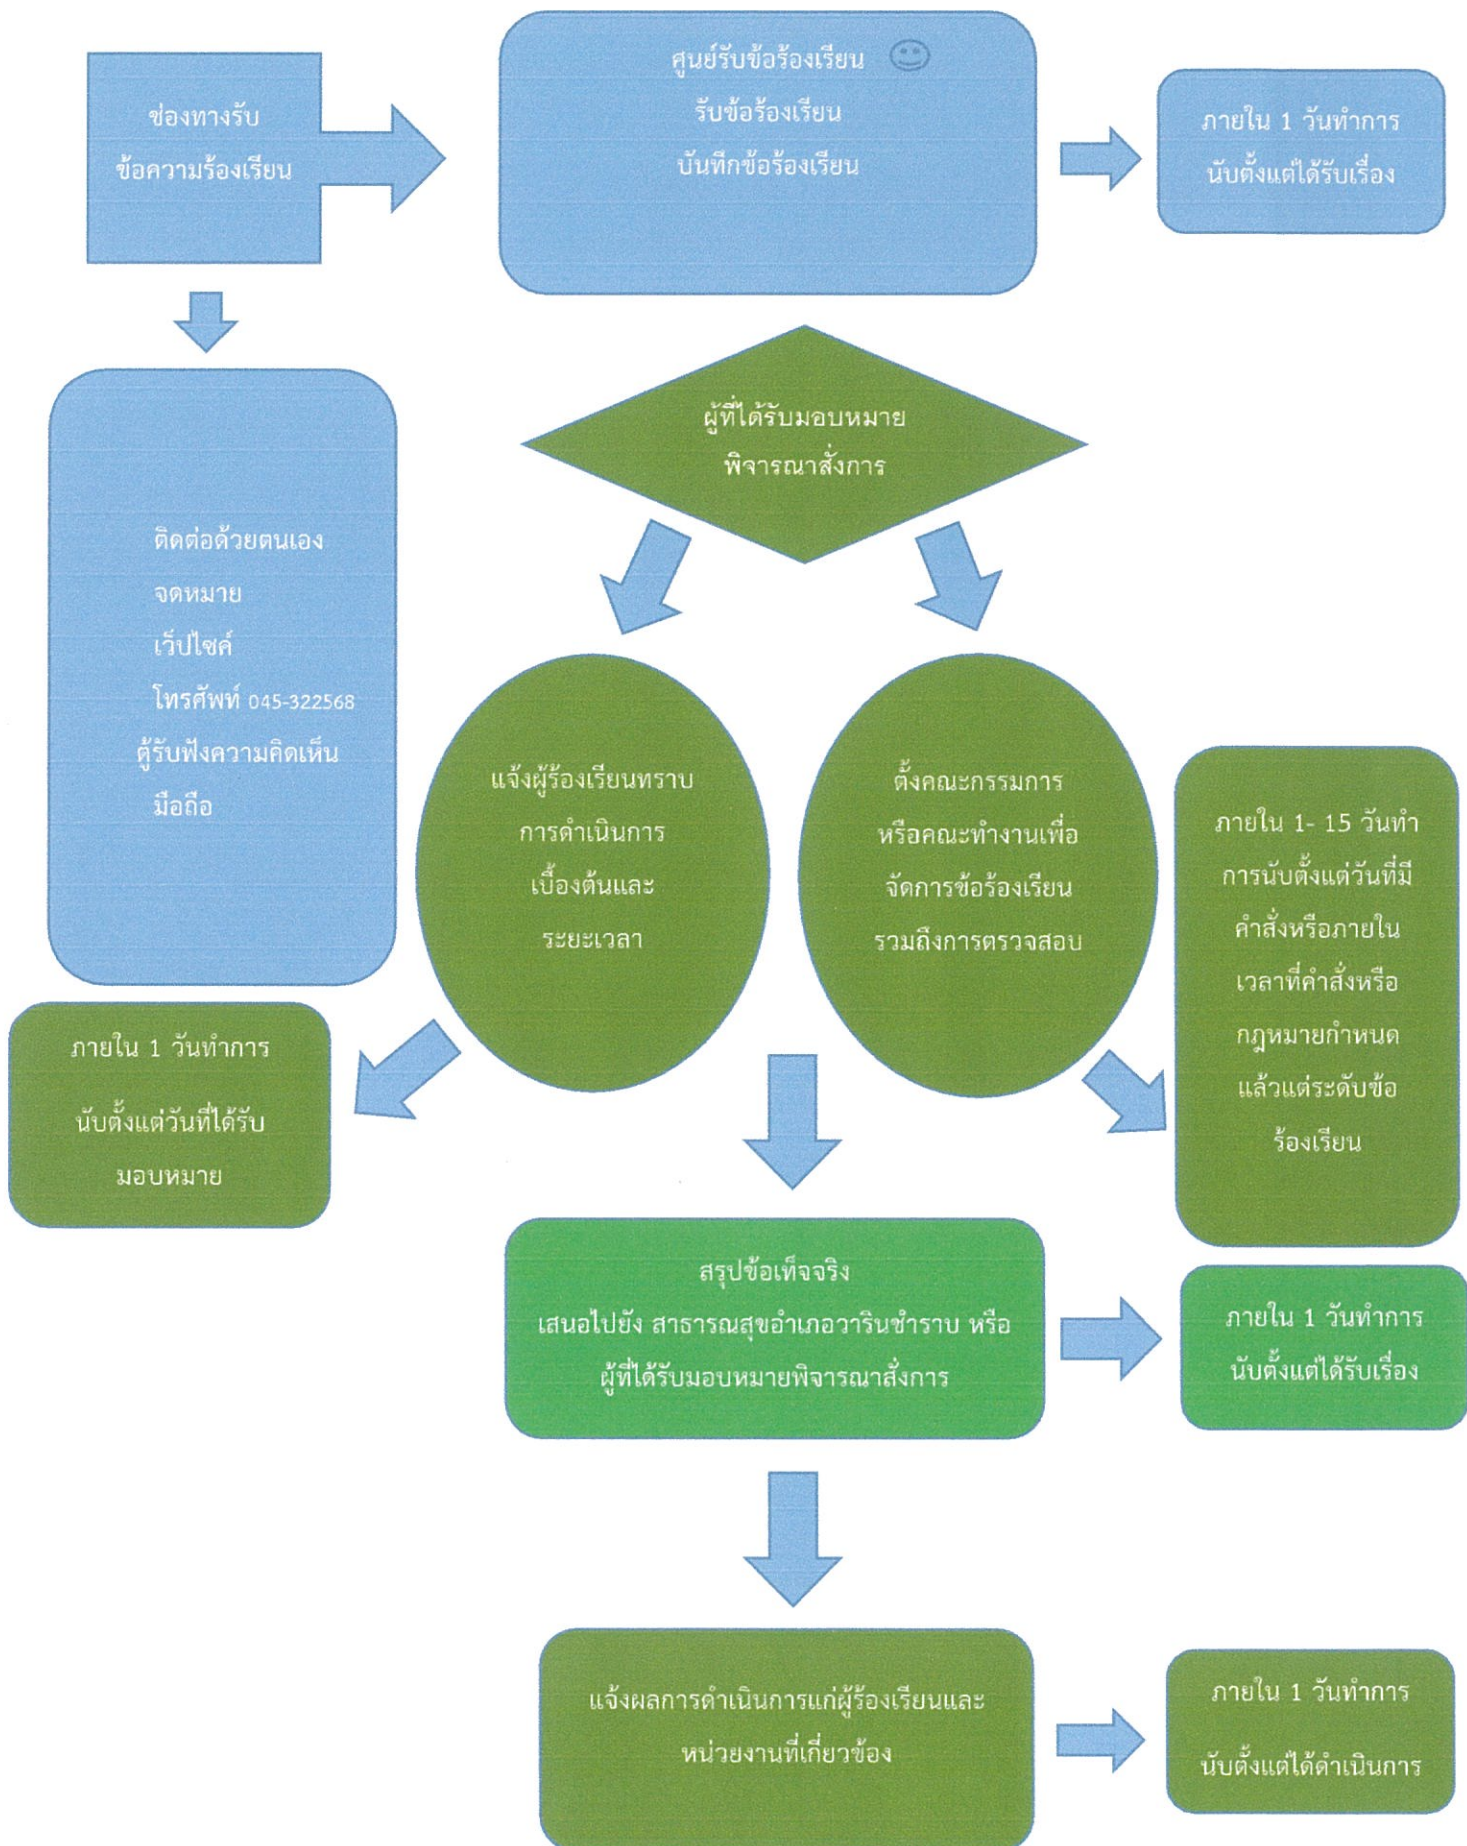 ช่องทางรับ
ข้อความร้องเรียน
ศูนย์รับข้อร้องเรียน
รับข้อร้องเรียน
บันทึกข้อร้องเรียน
ภายใน 1 วันทำการ
นับตั้งแต่ได้รับเรื่อง
ติดต่อด้วยตนเอง
จดหมาย
เว็ปไซค์
โทรศัพท์ 045-322568
ตู้รับฟังความคิดเห็น
มือถือ
ผู้ที่ได้รับมอบหมาย
พิจารณาสั่งการ
แจ้งผู้ร้องเรียนทราบ
การดำเนินการ
เบื้องต้นและ
ระยะเวลา
ตั้งคณะกรรมการ
หรือคณะทำงานเพื่อ
จัดการข้อร้องเรียน
รวมถึงการตรวจสอบ
ภายใน 1- 15 วันทำ
การนับตั้งแต่วันที่มี
คำสั่งหรือภายใน
เวลาที่คำสั่งหรือ
กฎหมายกำหนด
แล้วแต่ระดับข้อ
ร้องเรียน
ภายใน 1 วันทำการ
นับตั้งแต่วันที่ได้รับ
มอบหมาย
สรุปข้อเท็จจริง
เสนอไปยัง สาธารณสุขอำเภอวารินชำราบ หรือ
ผู้ที่ได้รับมอบหมายพิจารณาสั่งการ
ภายใน 1 วันทำการ
นับตั้งแต่ได้รับเรื่อง
แจ้งผลการดำเนินการแก่ผู้ร้องเรียนและ
หน่วยงานที่เกี่ยวข้อง
ภายใน 1 วันทำการ
นับตั้งแต่ได้ดำเนินการ